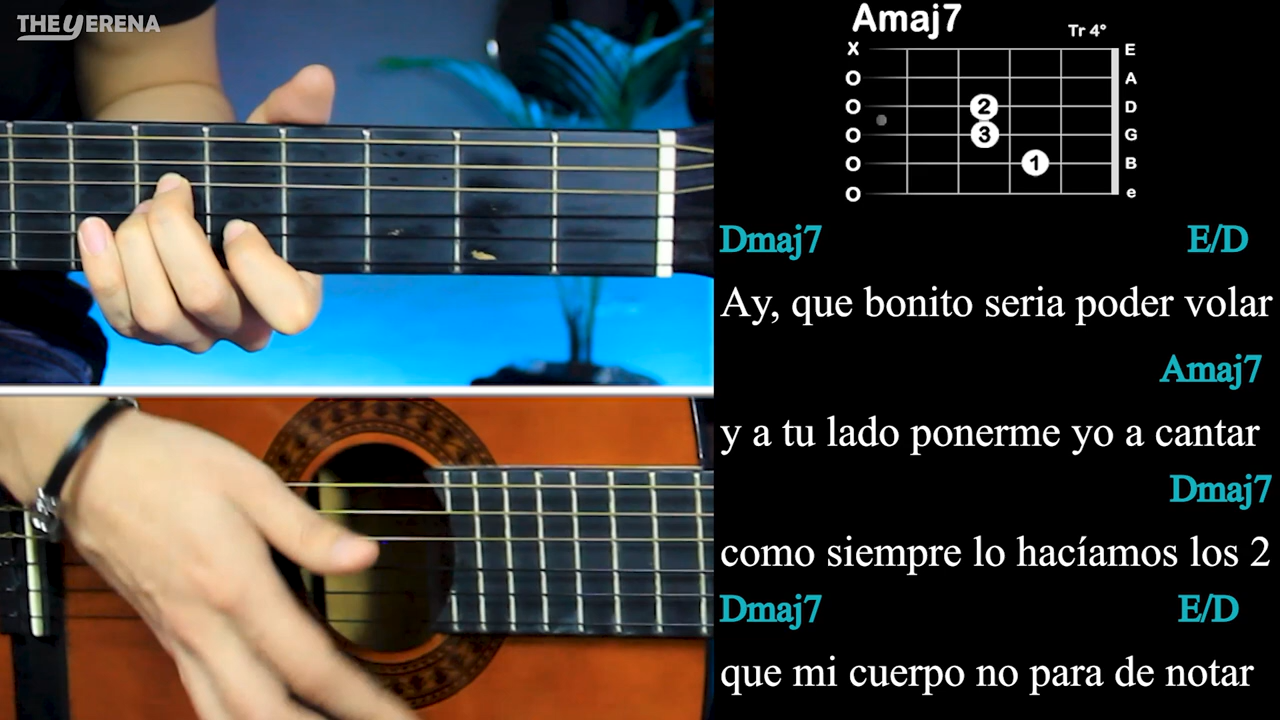 THEYERENA
Amaj7
Tr 4°
X E
O A
O 2 D
O 3 G
O 1 B
O e
Dmaj7 E/D
Ay, que bonito seria poder volar
Amaj7
y a tu lado ponerme yo a cantar
Dmaj7
como siempre lo hacíamos los 2
Dmaj7 E/D
que mi cuerpo no para de notar